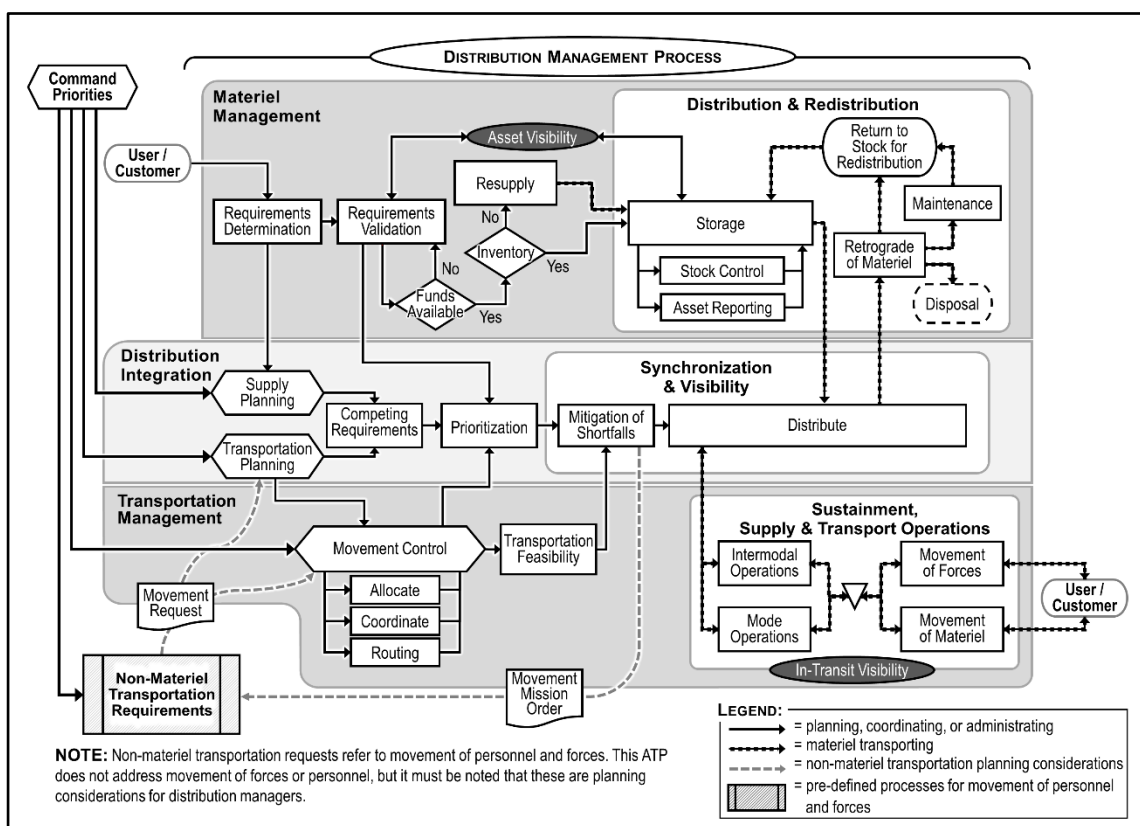 DISTRIBUTION MANAGEMENT PROCESS
Command
Priorities
Materiel
Management
Distribution & Redistribution
User /
Customer
Asset Visibility
Return to
Stock for
Redistribution
Resupply
Maintenance
Requirements
Determination
Requirements
Validation
No
Storage
Inventory
Yes
Retrograde
of Materiel
No
Stock Control
Funds
Available
Yes
Asset Reporting
Disposal
Distribution
Integration
Synchronization
& Visibility
Supply
Planning
Competing
Requirements
Prioritization
Mitigation of
Shortfalls
Distribute
Transportation
Planning
Transportation
Management
Sustainment,
Supply & Transport Operations
Movement Control
Transportation
Feasibility
Intermodal
Operations
Movement
of Forces
Movement
Request
Allocate
Coordinate
Routing
User /
Customer
Mode
Operations
Movement
of Materiel
In-Transit Visibility
Non-Materiel
Transportation
Requirements
Movement
Mission
Order
LEGEND:
= planning, coordinating, or administrating
= materiel transporting
= non-materiel transportation planning considerations
= pre-defined processes for movement of personnel
and forces
NOTE: Non-materiel transportation requests refer to movement of personnel and forces. This ATP
does not address movement of forces or personnel, but it must be noted that these are planning
considerations for distribution managers.